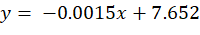 y = −0.0015x + 7.652